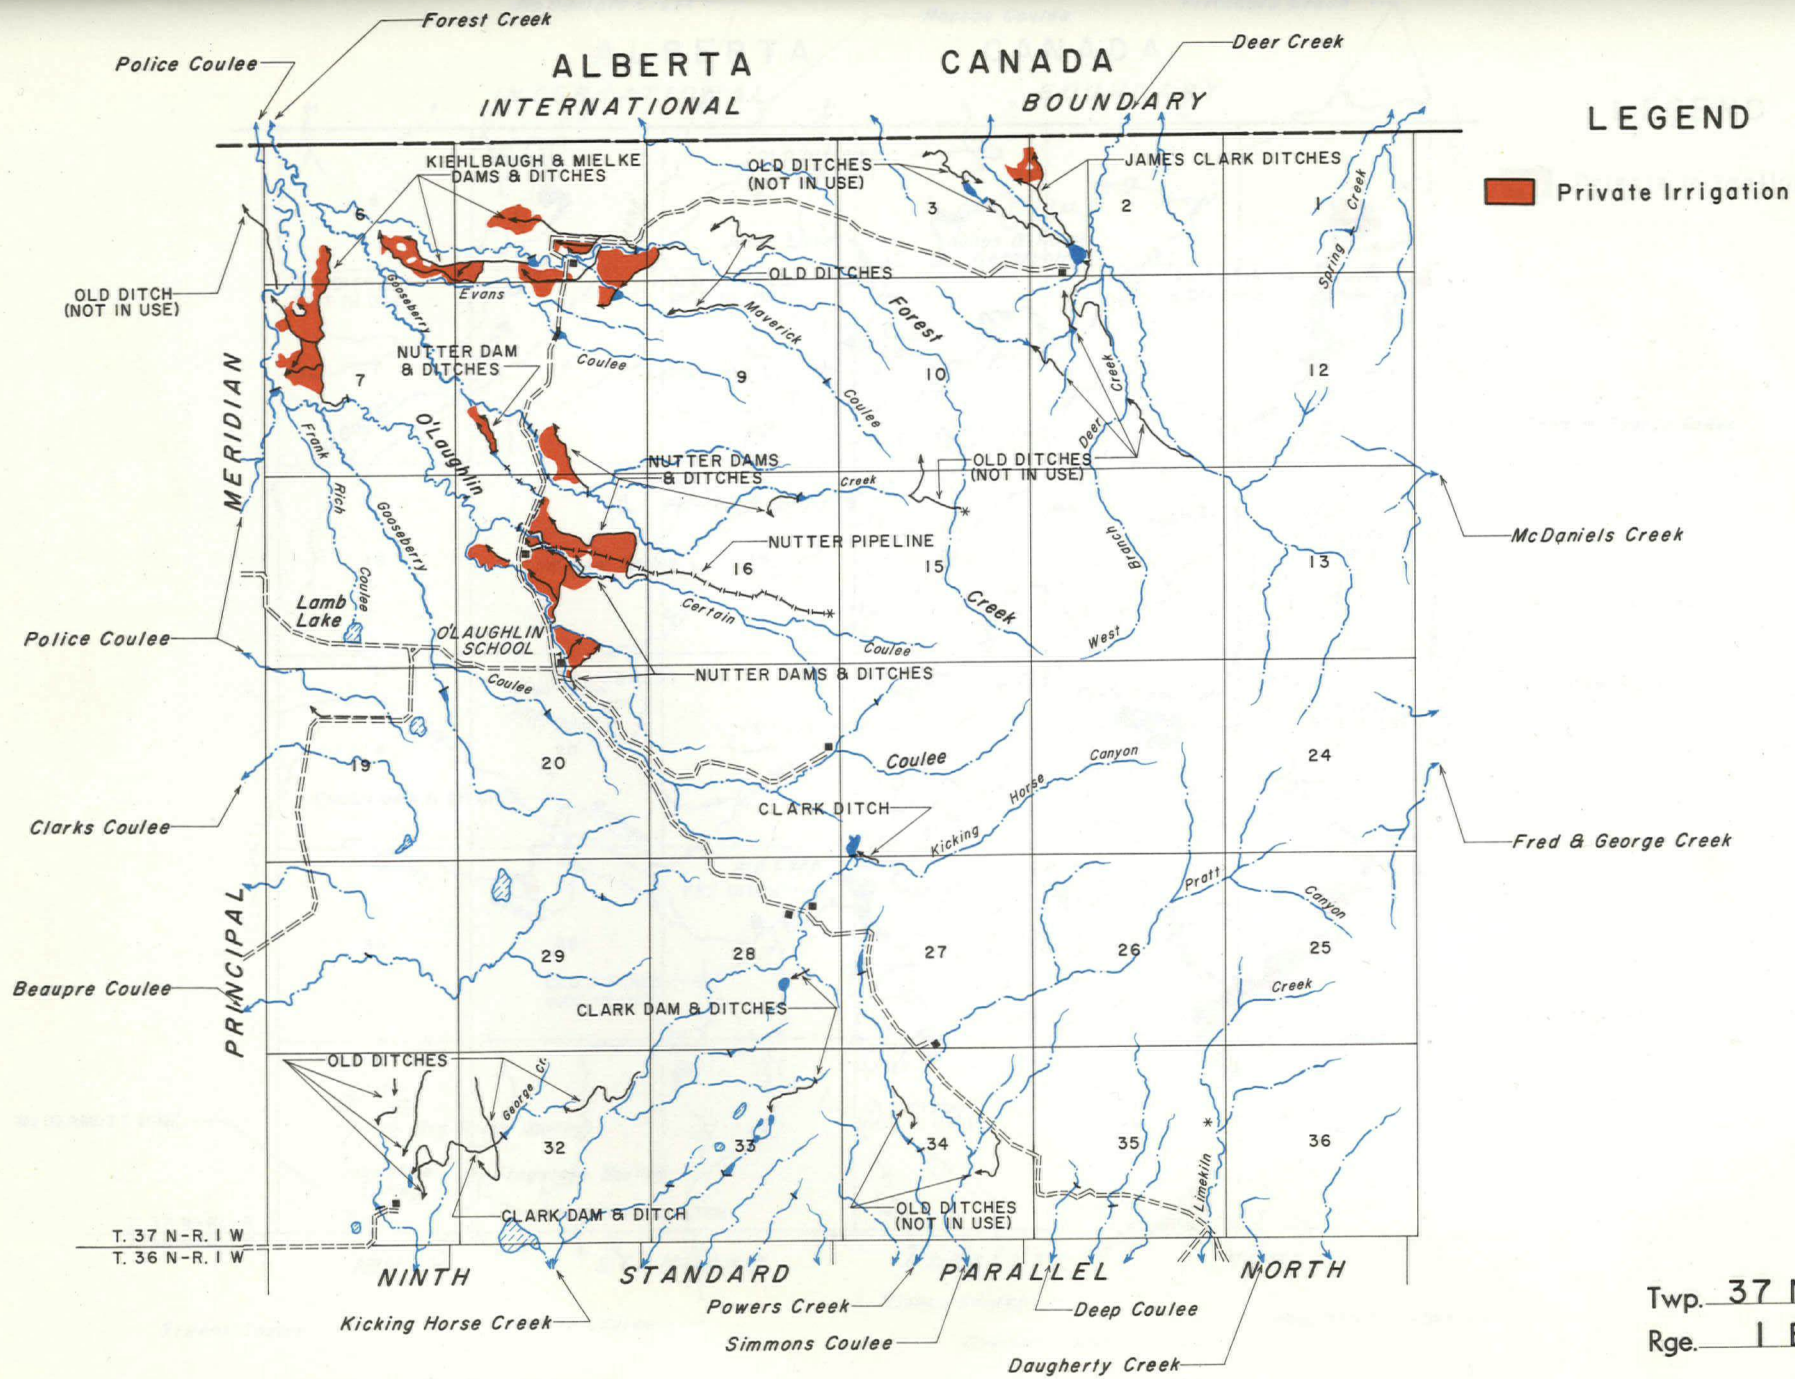 Forest Creek
Police Coulee
Deer Creek
ALBERTA CANADA
INTERNATIONAL BOUNDARY
LEGEND
Private Irrigation
KIEHLBAUGH & MIELKE
DAMS & DITCHES
OLD DITCHES
(NOT IN USE)
JAMES CLARK DITCHES
6
3
2
1
Spring Creek
OLD DITCHES
OLD DITCH
(NOT IN USE)
Gooseberry
Evans
Coulee
Maverick
Coulee
Forest
NUTTER DAM
& DITCHES
MERIDIAN
7
9
10
12
Creek
Deer
O'Laughlin
Frank
Rich
Coulee
Gooseberry
NUTTER DAMS
& DITCHES
Creek
OLD DITCHES
(NOT IN USE)
McDaniels Creek
NUTTER PIPELINE
16
15
13
Branch
West
Creek
Certain
Coulee
Lamb
Lake
Police Coulee
O'LAUGHLIN
SCHOOL
NUTTER DAMS & DITCHES
Coulee
19
20
24
Coulee
Kicking Horse Canyon
CLARK DITCH
Clarks Coulee
Fred & George Creek
Pratt
Canyon
PRINCIPAL
29
28
27
26
25
Creek
Beaupre Coulee
CLARK DAM & DITCHES
OLD DITCHES
George Cr.
32
33
34
35
36
Limekiln
CLARK DAM & DITCH
OLD DITCHES
(NOT IN USE)
T. 37 N-R. 1 W
T. 36 N-R. 1 W
NINTH STANDARD PARALLEL NORTH
Kicking Horse Creek
Powers Creek
Simmons Coulee
Deep Coulee
Daugherty Creek
Twp. 37
Rge. 1